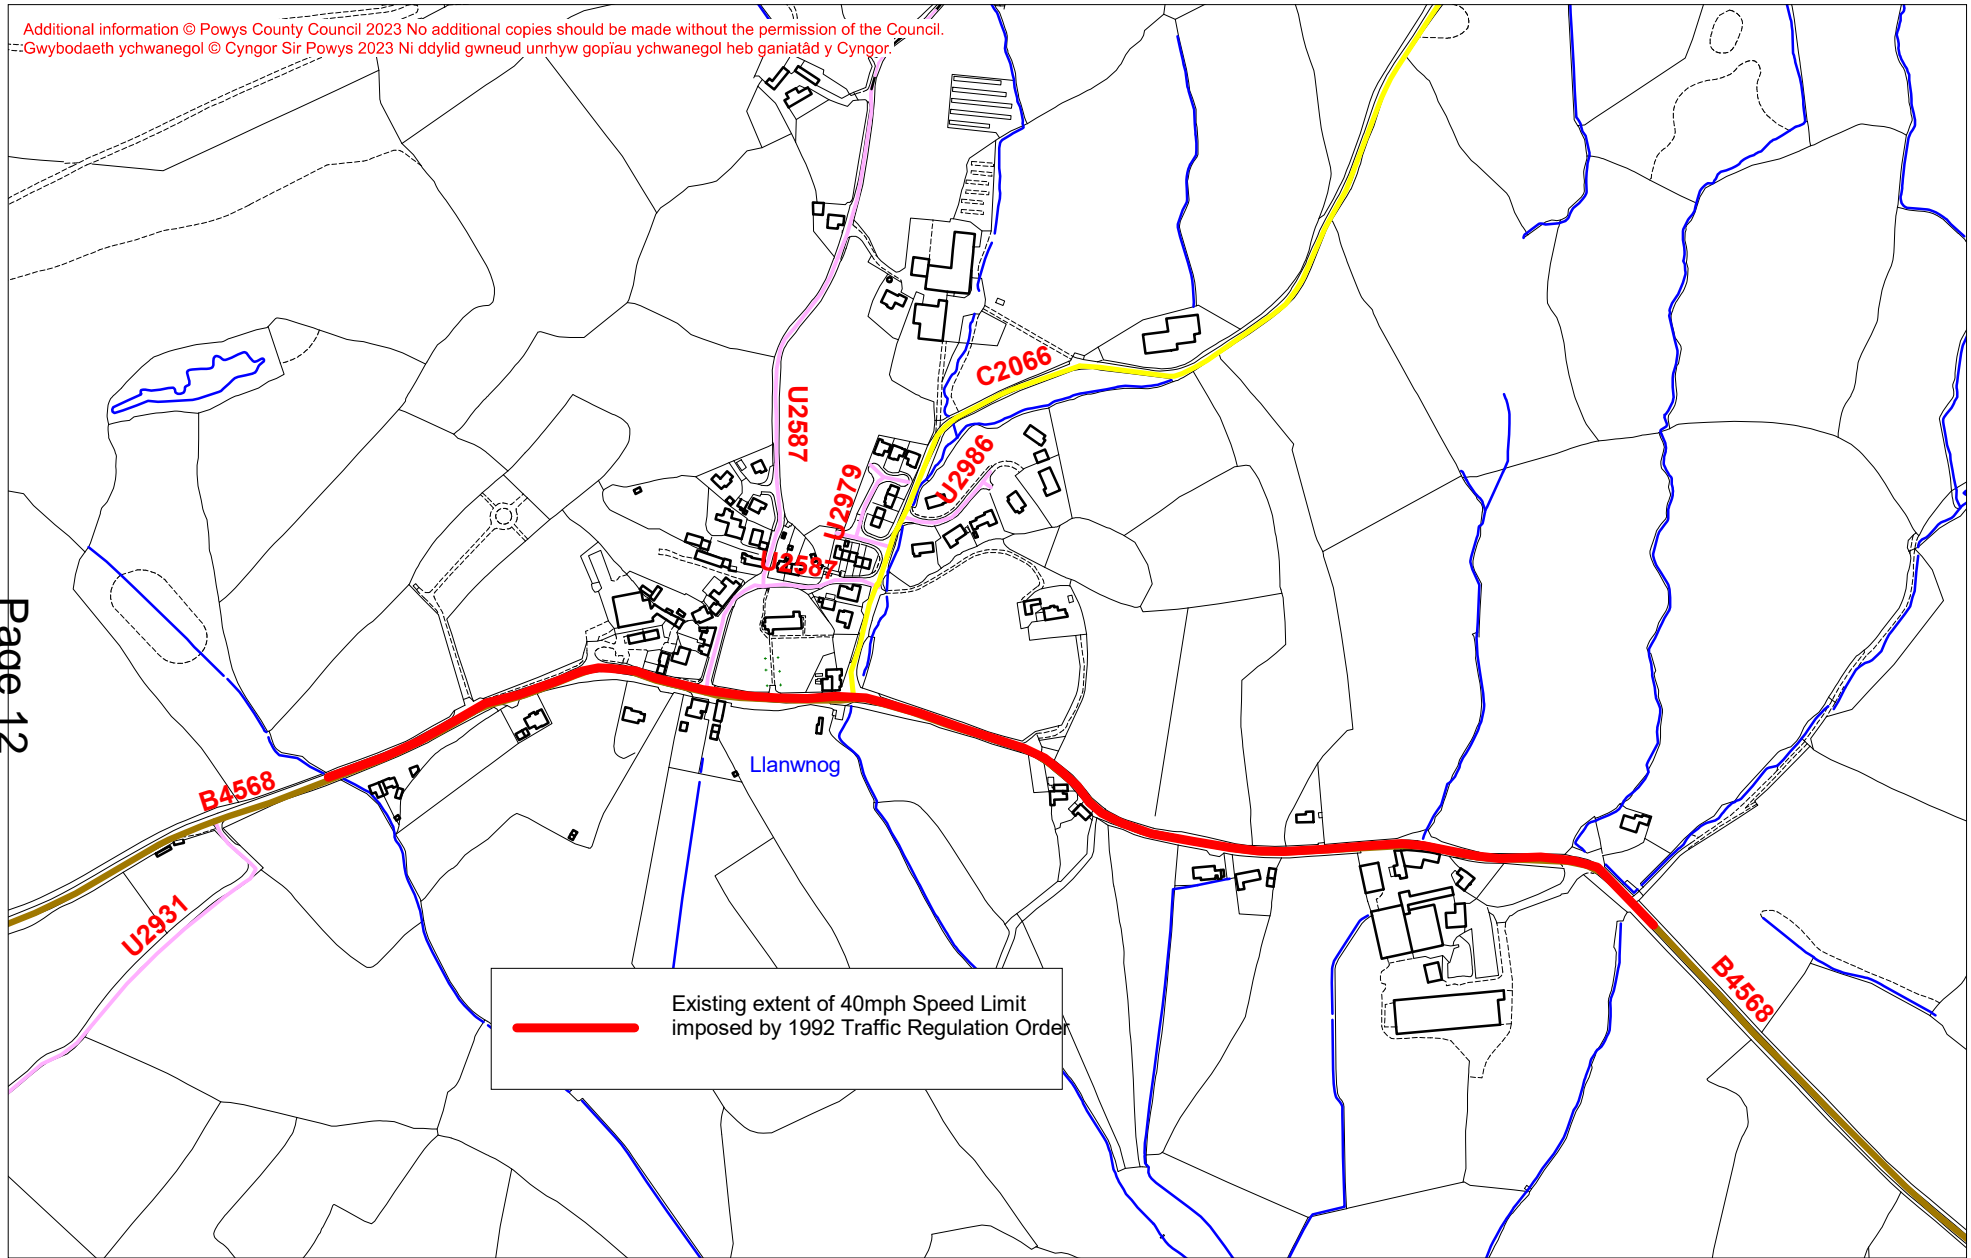 Additional information © Powys County Council 2023 No additional copies should be made without the permission of the Council.
Gwybodaeth ychwanegol © Cyngor Sir Powys 2023 Ni ddylid gwneud unrhyw gopïau ychwanegol heb ganiatâd y Cyngor.
C2066
U2587
U2979
U2986
U2587
Page 12
Llanwnog
B4568
U2931
B4568
Existing extent of 40mph Speed Limit
imposed by 1992 Traffic Regulation Order